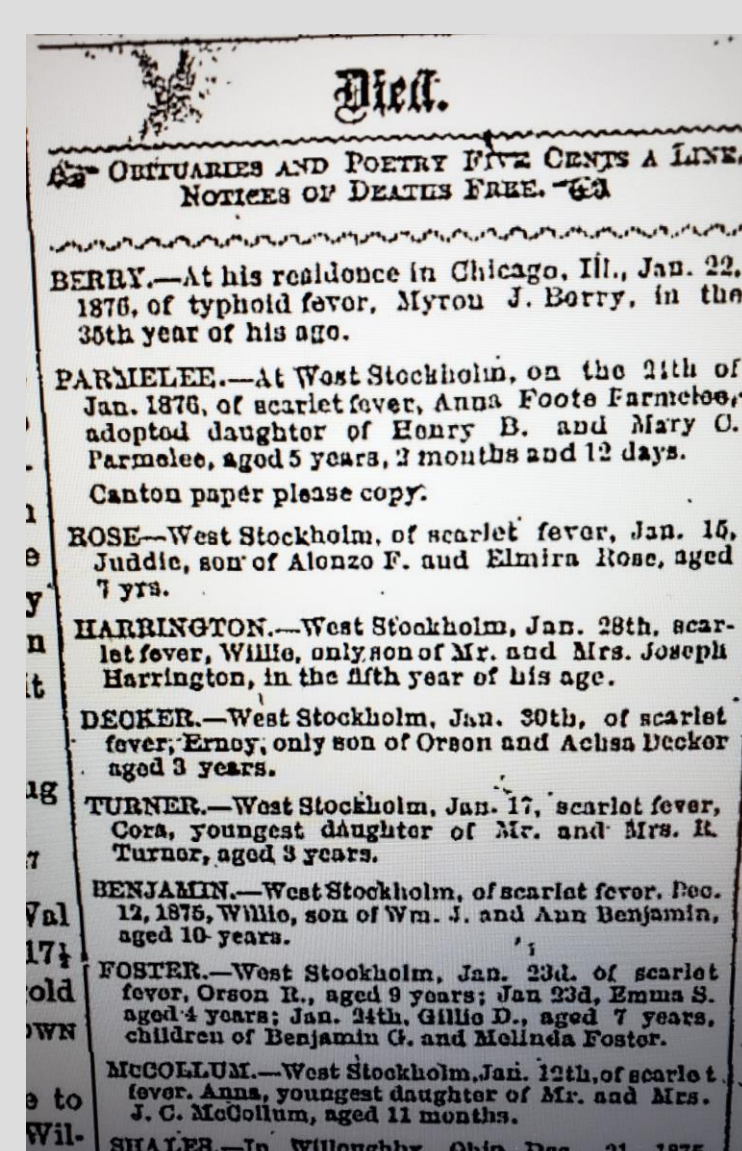 Died.
OBITUARIES AND POETRY FIVE CENTS A LINE,
NOTICES OF DEATHS FREE.
BERRY.—At his residence in Chicago, Ill., Jan. 22,
1876, of typhoid fever, Myron J. Berry, in the
35th year of his age.
PARMELEE.—At West Stockholm, on the 24th of
Jan. 1876, of scarlet fever, Anna Foote Parmelee,
adopted daughter of Henry B. and Mary C.
Parmelee, aged 5 years, 2 months and 12 days.
Canton paper please copy.
ROSE—West Stockholm, of scarlet fever, Jan. 15,
Juddie, son of Alonzo F. and Elmira Rose, aged
7 yrs.
HARRINGTON.—West Stockholm, Jan. 28th, scar-
let fever, Willie, only son of Mr. and Mrs. Joseph
Harrington, in the fifth year of his age.
DECKER.—West Stockholm, Jan. 30th, of scarlet
fever, Ernoy, only son of Orson and Achsa Decker
aged 3 years.
TURNER.—West Stockholm, Jan. 17, scarlet fever,
Cora, youngest daughter of Mr. and Mrs. R.
Turner, aged 3 years.
BENJAMIN.—West Stockholm, of scarlet fever, Dec.
12, 1875, Willie, son of Wm. J. and Ann Benjamin,
aged 10 years.
FOSTER.—West Stockholm, Jan. 23d. of scarlet
fever, Orson R., aged 9 years; Jan 23d, Emma S.
aged 4 years; Jan. 24th, Gillie D., aged 7 years,
children of Benjamin G. and Melinda Foster.
McCOLLUM.—West Stockholm, Jan. 12th, of scarlet
fever. Anna, youngest daughter of Mr. and Mrs.
J. C. McCollum, aged 11 months.
SHALER.—In Willoughby, Ohio Dec. 21, 1875